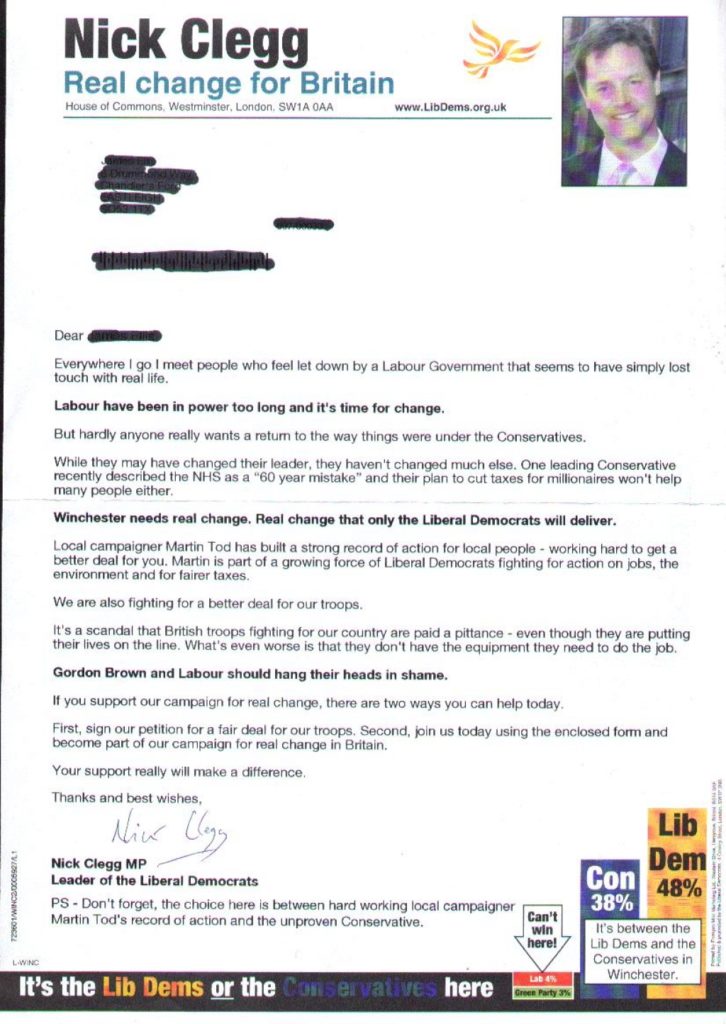 Nick Clegg
Real change for Britain
House of Commons, Westminster, London. SW1A 0AA www.LibDems.org.uk
Dear
Everywhere I go I meet people who feel let down by a Labour Government that seems to have simply lost
touch with real life.
Labour have been in power too long and it's time for change.
But hardly anyone really wants a return to the way things were under the Conservatives.
While they may have changed their leader, they haven't changed much else. One leading Conservative
recently described the NHS as a "60 year mistake" and their plan to cut taxes for millionaires won't help
many people either.
Winchester needs real change. Real change that only the Liberal Democrats will deliver.
Local campaigner Martin Tod has built a strong record of action for local people - working hard to get a
better deal for you. Martin is part of a growing force of Liberal Democrats fighting for action on jobs, the
environment and for fairer taxes.
We are also fighting for a better deal for our troops.
It's a scandal that British troops fighting for our country are paid a pittance - even though they are putting
their lives on the line. What's even worse is that they don't have the equipment they need to do the job.
Gordon Brown and Labour should hang their heads in shame.
If you support our campaign for real change, there are two ways you can help today.
First, sign our petition for a fair deal for our troops. Second, join us today using the enclosed form and
become part of our campaign for real change in Britain.
Your support really will make a difference.
Thanks and best wishes,
Nick Clegg
Nick Clegg MP
Leader of the Liberal Democrats
PS - Don't forget, the choice here is between hard working local campaigner
Martin Tod's record of action and the unproven Conservative.
Can't
win
here!
Lab 4%
Green Party 3%
Con
38%
Lib
Dem
48%
It's between the
Lib Dems and the
Conservatives in
Winchester.
L-WINC
It's the Lib Dems or the Conservatives here